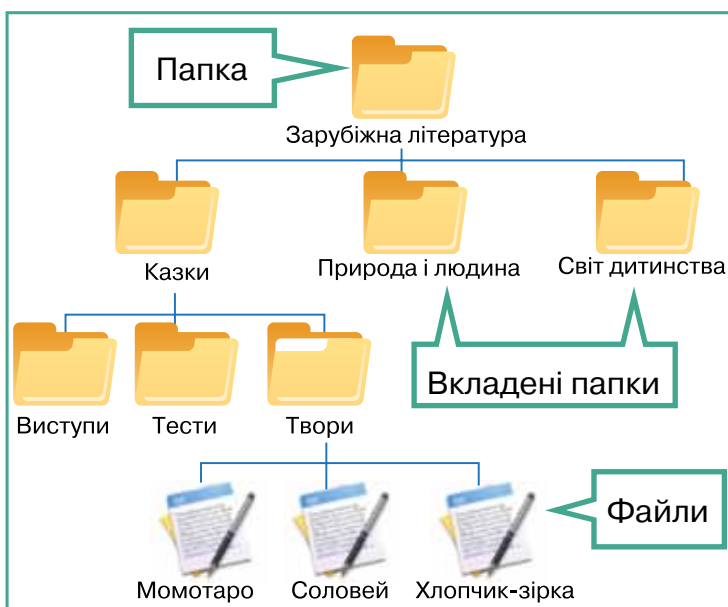 Папка
Зарубіжна література
Казки
Природа і людина
Світ дитинства
Вкладені папки
Виступи
Тести
Твори
Файли
Момотаро
Соловей
Хлопчик-зірка